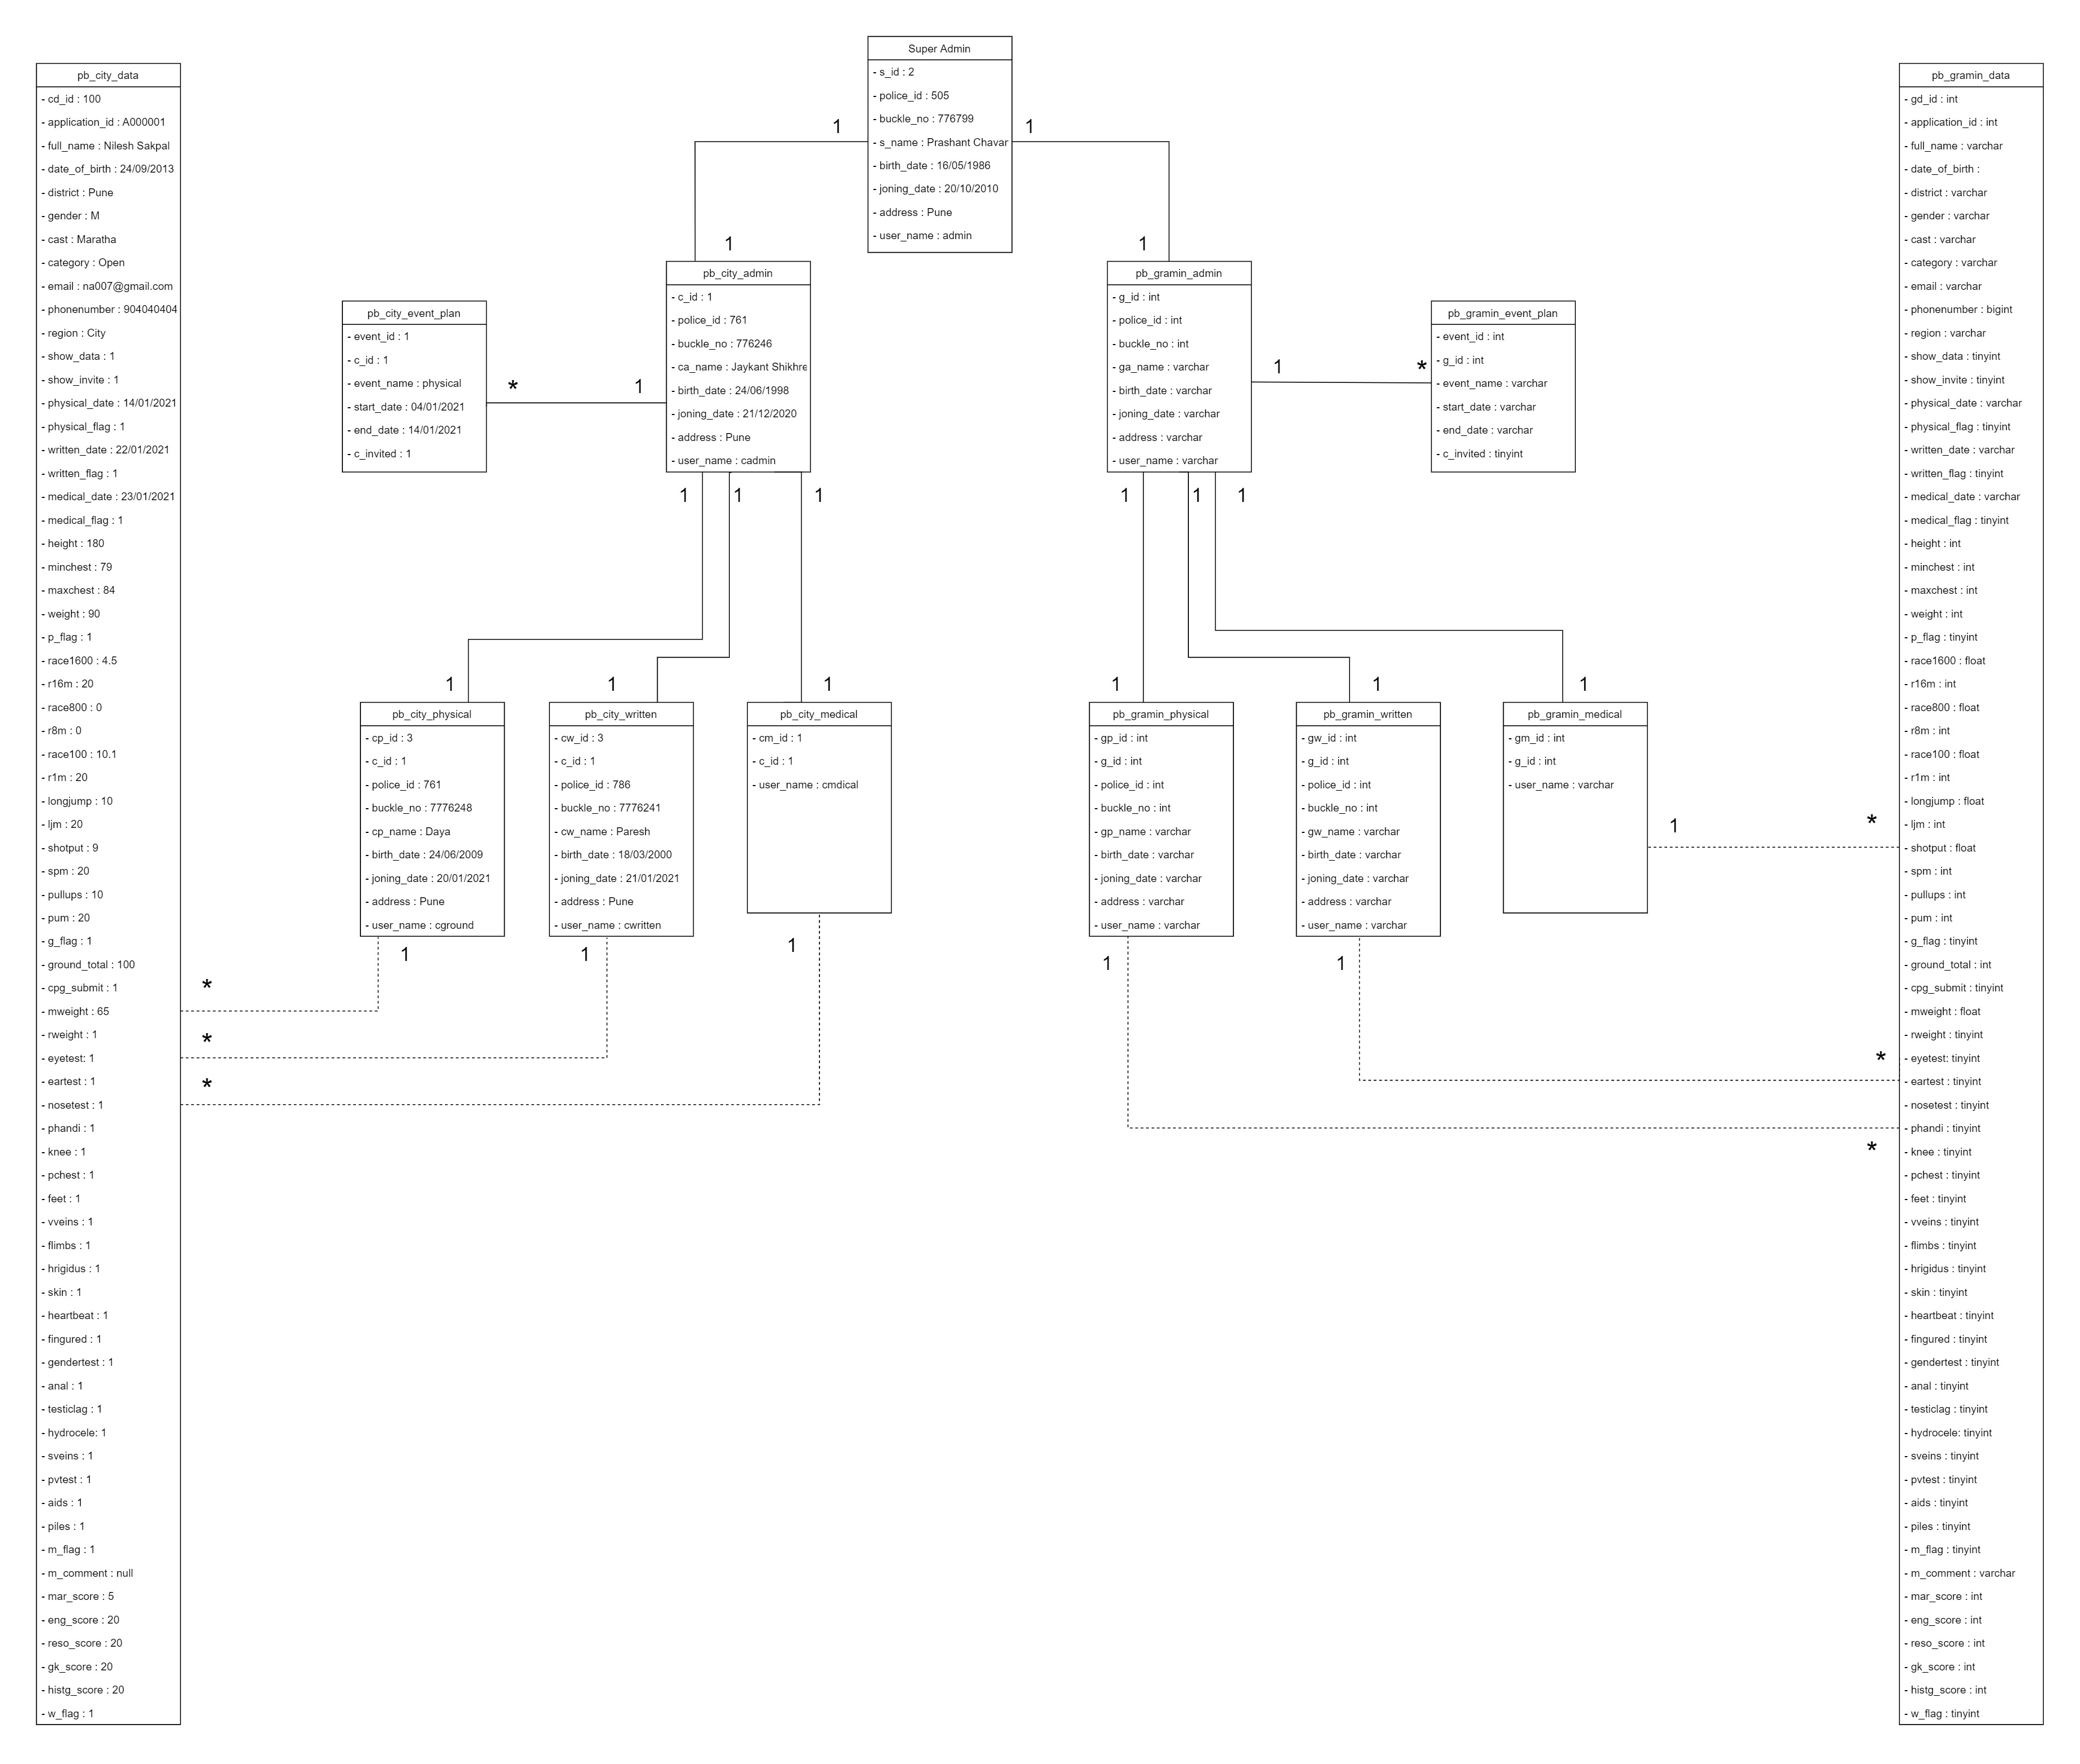 Super Admin
- s_id : 2
- police_id : 505
- buckle_no : 776799
- s_name : Prashant Chavar
- birth_date : 16/05/1986
- joning_date : 20/10/2010
- address : Pune
- user_name : admin
pb_city_data
- cd_id : 100
- application_id : A000001
- full_name : Nilesh Sakpal
- date_of_birth : 24/09/2013
- district : Pune
- gender : M
- cast : Maratha
- category : Open
- email : na007@gmail.com
- phonenumber : 904040404
- region : City
- show_data : 1
- show_invite : 1
- physical_date : 14/01/2021
- physical_flag : 1
- written_date : 22/01/2021
- written_flag : 1
- medical_date : 23/01/2021
- medical_flag : 1
- height : 180
- minchest : 79
- maxchest : 84
- weight : 90
- p_flag : 1
- race1600 : 4.5
- r16m : 20
- race800 : 0
- r8m : 0
- race100 : 10.1
- r1m : 20
- longjump : 10
- ljm : 20
- shotput : 9
- spm : 20
- pullups : 10
- pum : 20
- g_flag : 1
- ground_total : 100
- cpg_submit : 1
- mweight : 65
- rweight : 1
- eyetest: 1
- eartest : 1
- nosetest : 1
- phandi : 1
- knee : 1
- pchest : 1
- feet : 1
- vveins : 1
- flimbs : 1
- hrigidus : 1
- skin : 1
- heartbeat : 1
- fingured : 1
- gendertest : 1
- anal : 1
- testiclag : 1
- hydrocele: 1
- sveins : 1
- pvtest : 1
- aids : 1
- piles : 1
- m_flag : 1
- m_comment : null
- mar_score : 5
- eng_score : 20
- reso_score : 20
- gk_score : 20
- histg_score : 20
- w_flag : 1
1
1
1
1
pb_city_event_plan
- event_id : 1
- c_id : 1
- event_name : physical
- start_date : 04/01/2021
- end_date : 14/01/2021
- c_invited : 1
*
1
pb_city_admin
- c_id : 1
- police_id : 761
- buckle_no : 776246
- ca_name : Jaykant Shikhre
- birth_date : 24/06/1998
- joning_date : 21/12/2020
- address : Pune
- user_name : cadmin
pb_gramin_admin
- g_id : int
- police_id : int
- buckle_no : int
- ga_name : varchar
- birth_date : varchar
- joning_date : varchar
- address : varchar
- user_name : varchar
1
*
pb_gramin_event_plan
- event_id : int
- g_id : int
- event_name : varchar
- start_date : varchar
- end_date : varchar
- c_invited : tinyint
1
1
1
1
1
1
1
1
1
1
1
1
pb_city_physical
- cp_id : 3
- c_id : 1
- police_id : 761
- buckle_no : 7776248
- cp_name : Daya
- birth_date : 24/06/2009
- joning_date : 20/01/2021
- address : Pune
- user_name : cground
pb_city_written
- cw_id : 3
- c_id : 1
- police_id : 786
- buckle_no : 7776241
- cw_name : Paresh
- birth_date : 18/03/2000
- joning_date : 21/01/2021
- address : Pune
- user_name : cwritten
pb_city_medical
- cm_id : 1
- c_id : 1
- user_name : cmdical
pb_gramin_physical
- gp_id : int
- g_id : int
- police_id : int
- buckle_no : int
- gp_name : varchar
- birth_date : varchar
- joning_date : varchar
- address : varchar
- user_name : varchar
pb_gramin_written
- gw_id : int
- g_id : int
- police_id : int
- buckle_no : int
- gw_name : varchar
- birth_date : varchar
- joning_date : varchar
- address : varchar
- user_name : varchar
pb_gramin_medical
- gm_id : int
- g_id : int
- user_name : varchar
1
*
1
1
1
1
1
*
*
*
*
*
pb_gramin_data
- gd_id : int
- application_id : int
- full_name : varchar
- date_of_birth :
- district : varchar
- gender : varchar
- cast : varchar
- category : varchar
- email : varchar
- phonenumber : bigint
- region : varchar
- show_data : tinyint
- show_invite : tinyint
- physical_date : varchar
- physical_flag : tinyint
- written_date : varchar
- written_flag : tinyint
- medical_date : varchar
- medical_flag : tinyint
- height : int
- minchest : int
- maxchest : int
- weight : int
- p_flag : tinyint
- race1600 : float
- r16m : int
- race800 : float
- r8m : int
- race100 : float
- r1m : int
- longjump : float
- ljm : int
- shotput : float
- spm : int
- pullups : int
- pum : int
- g_flag : tinyint
- ground_total : int
- cpg_submit : tinyint
- mweight : float
- rweight : tinyint
- eyetest: tinyint
- eartest : tinyint
- nosetest : tinyint
- phandi : tinyint
- knee : tinyint
- pchest : tinyint
- feet : tinyint
- vveins : tinyint
- flimbs : tinyint
- hrigidus : tinyint
- skin : tinyint
- heartbeat : tinyint
- fingured : tinyint
- gendertest : tinyint
- anal : tinyint
- testiclag : tinyint
- hydrocele: tinyint
- sveins : tinyint
- pvtest : tinyint
- aids : tinyint
- piles : tinyint
- m_flag : tinyint
- m_comment : varchar
- mar_score : int
- eng_score : int
- reso_score : int
- gk_score : int
- histg_score : int
- w_flag : tinyint